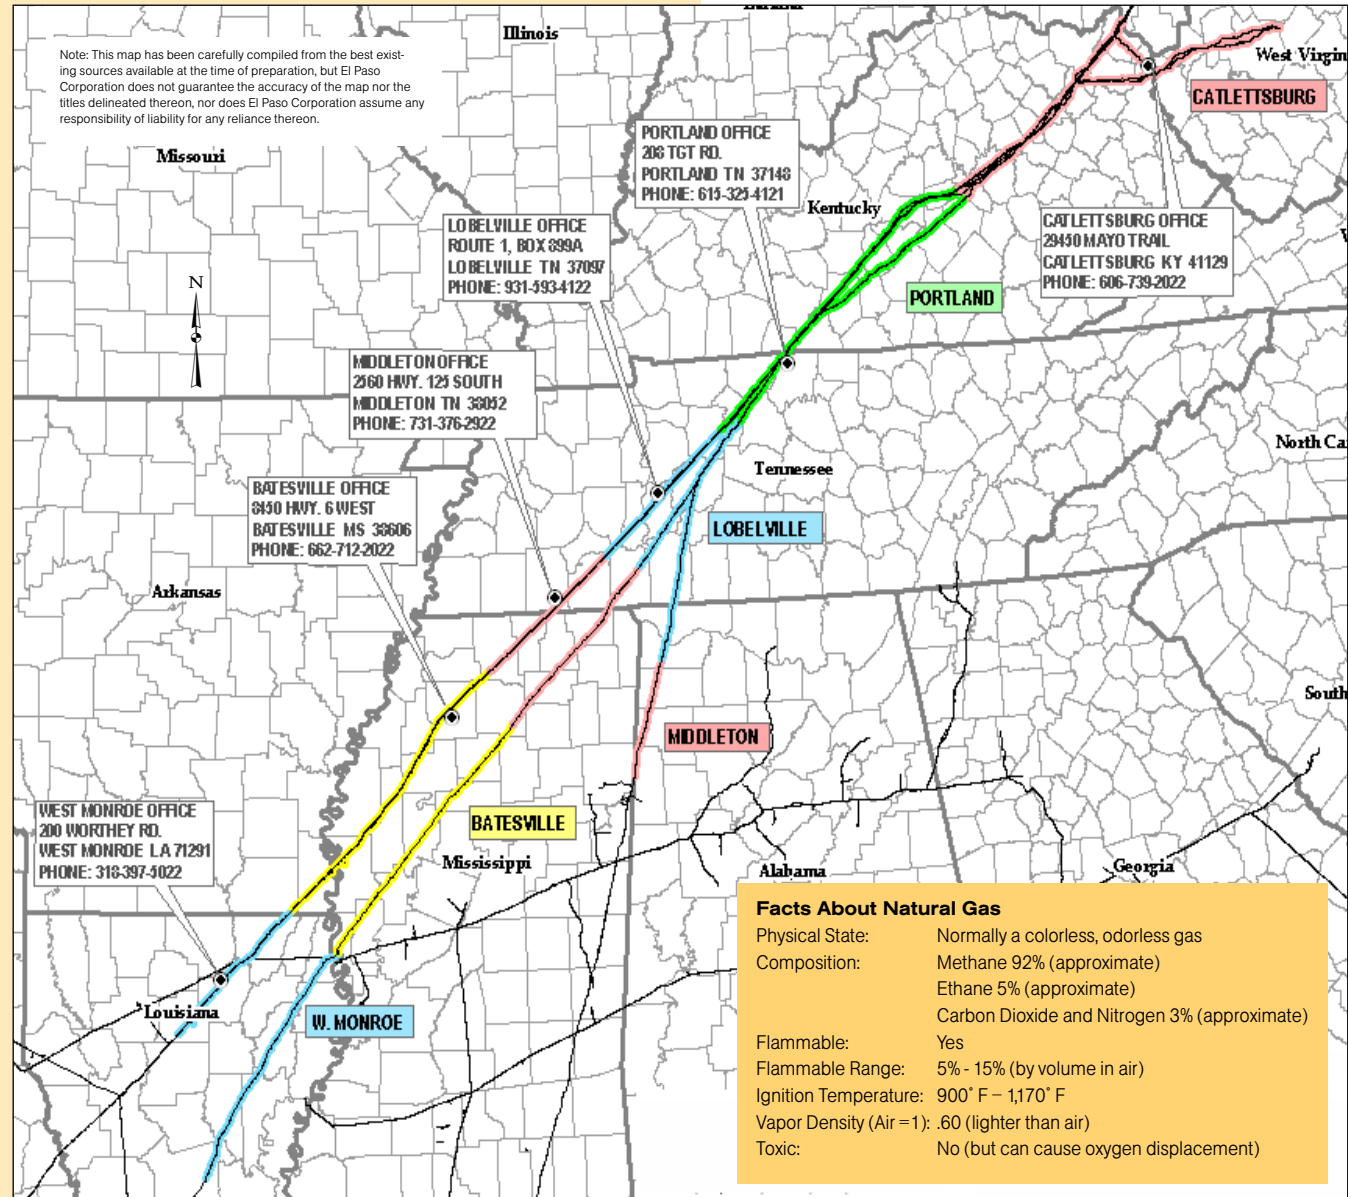 Indiana
Illinois
West Virgin
Note: This map has been carefully compiled from the best exist-
ing sources available at the time of preparation, but El Paso
Corporation does not guarantee the accuracy of the map nor the
titles delineated thereon, nor does El Paso Corporation assume any
responsibility of liability for any reliance thereon.
CATLETTSBURG
Missouri
PORTLAND OFFICE
208 TGT RD.
PORTLAND TN 37148
PHONE: 615-325-4121
Kentucky
LOBELVILLE OFFICE
ROUTE 1, BOX 899A
LOBELVILLE TN 37097
PHONE: 931-593-4122
CATLETTSBURG OFFICE
29450 MAYO TRAIL
CATLETTSBURG KY 41129
PHONE: 606-739-2022
V
N
PORTLAND
MIDDLETON OFFICE
2560 HWY. 125 SOUTH
MIDDLETON TN 38052
PHONE: 731-376-2922
North Ca
Tennessee
BATESVILLE OFFICE
8450 HWY. 6 WEST
BATESVILLE MS 38606
PHONE: 662-712-2022
LOBELVILLE
Arkansas
South
MIDDLETON
WEST MONROE OFFICE
200 WORTHEY RD.
WEST MONROE LA 71291
PHONE: 318-397-5022
BATESVILLE
Mississippi
Alabama
Georgia
Louisiana
W. MONROE
Facts About Natural Gas
Physical State: Normally a colorless, odorless gas
Composition: Methane 92% (approximate)
Ethane 5% (approximate)
Carbon Dioxide and Nitrogen 3% (approximate)
Flammable: Yes
Flammable Range: 5% - 15% (by volume in air)
Ignition Temperature: 900˚ F – 1,170˚ F
Vapor Density (Air =1): .60 (lighter than air)
Toxic: No (but can cause oxygen displacement)